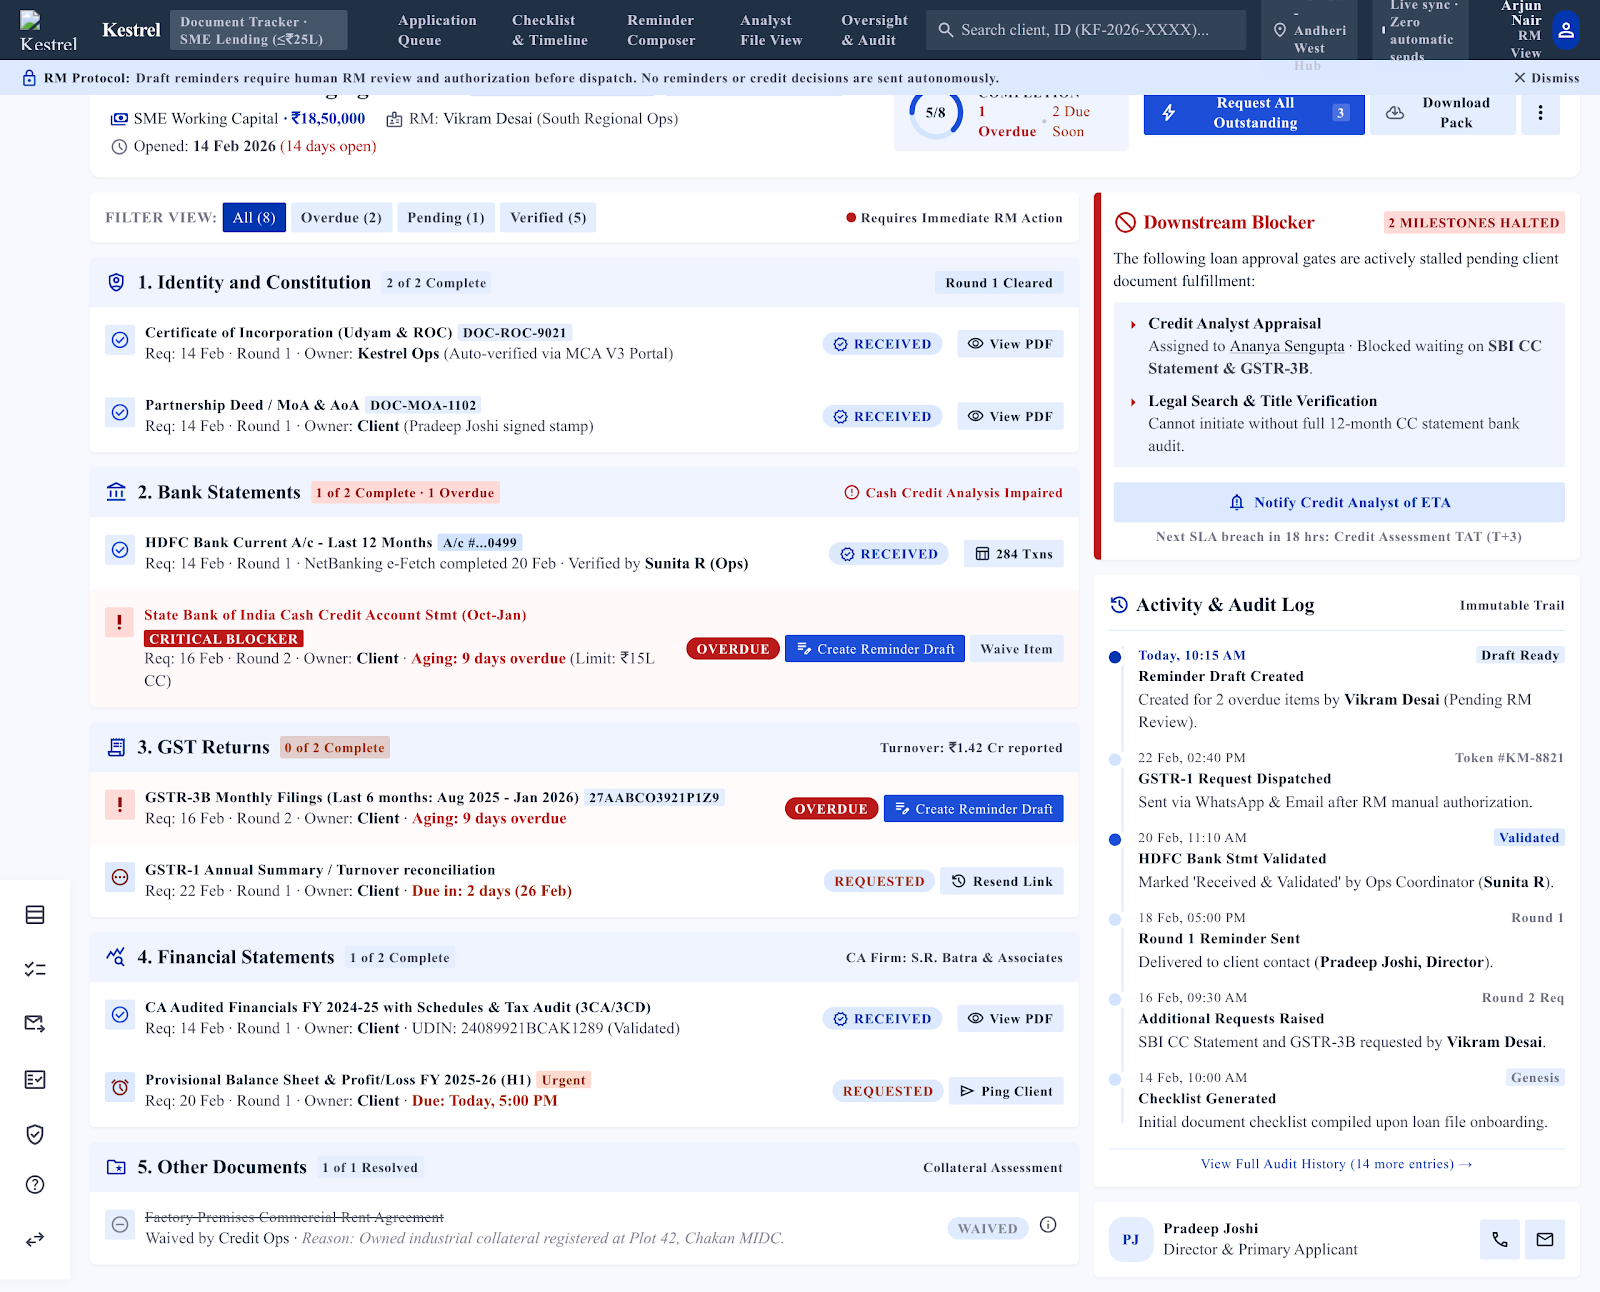 Kestrel
Kestrel
Document Tracker ·
SME Lending (≤₹25L)
Application
Queue
Checklist
& Timeline
Reminder
Composer
Analyst
File View
Oversight
& Audit
Search client, ID (KF-2026-XXXX)...
-
Andheri
West
Hub
Live sync ·
Zero
automatic
sends
Arjun
Nair
RM
View
RM Protocol: Draft reminders require human RM review and authorization before dispatch. No reminders or credit decisions are sent autonomously.
Dismiss
SME Working Capital · ₹18,50,000
RM: Vikram Desai (South Regional Ops)
Opened: 14 Feb 2026 (14 days open)
5/8
COMPLETION
1
Overdue
•
2 Due
Soon
Request All
Outstanding
3
Download
Pack
FILTER VIEW:
All (8)
Overdue (2)
Pending (1)
Verified (5)
Requires Immediate RM Action
1. Identity and Constitution
2 of 2 Complete
Round 1 Cleared
Certificate of Incorporation (Udyam & ROC)
DOC-ROC-9021
Req: 14 Feb · Round 1 · Owner: Kestrel Ops (Auto-verified via MCA V3 Portal)
RECEIVED
View PDF
Partnership Deed / MoA & AoA
DOC-MOA-1102
Req: 14 Feb · Round 1 · Owner: Client (Pradeep Joshi signed stamp)
RECEIVED
View PDF
2. Bank Statements
1 of 2 Complete · 1 Overdue
Cash Credit Analysis Impaired
HDFC Bank Current A/c - Last 12 Months
A/c #...0499
Req: 14 Feb · Round 1 · NetBanking e-Fetch completed 20 Feb · Verified by Sunita R (Ops)
RECEIVED
284 Txns
State Bank of India Cash Credit Account Stmt (Oct-Jan)
CRITICAL BLOCKER
Req: 16 Feb · Round 2 · Owner: Client · Aging: 9 days overdue (Limit: ₹15L
CC)
OVERDUE
Create Reminder Draft
Waive Item
3. GST Returns
0 of 2 Complete
Turnover: ₹1.42 Cr reported
GSTR-3B Monthly Filings (Last 6 months: Aug 2025 - Jan 2026)
27AABCO3921P1Z9
Req: 16 Feb · Round 2 · Owner: Client · Aging: 9 days overdue
OVERDUE
Create Reminder Draft
GSTR-1 Annual Summary / Turnover reconciliation
Req: 22 Feb · Round 1 · Owner: Client · Due in: 2 days (26 Feb)
REQUESTED
Resend Link
4. Financial Statements
1 of 2 Complete
CA Firm: S.R. Batra & Associates
CA Audited Financials FY 2024-25 with Schedules & Tax Audit (3CA/3CD)
Req: 14 Feb · Round 1 · Owner: Client · UDIN: 24089921BCAK1289 (Validated)
RECEIVED
View PDF
Provisional Balance Sheet & Profit/Loss FY 2025-26 (H1)
Urgent
Req: 20 Feb · Round 1 · Owner: Client · Due: Today, 5:00 PM
REQUESTED
Ping Client
5. Other Documents
1 of 1 Resolved
Collateral Assessment
Factory Premises Commercial Rent Agreement
Waived by Credit Ops · Reason: Owned industrial collateral registered at Plot 42, Chakan MIDC.
WAIVED
Downstream Blocker
2 MILESTONES HALTED
The following loan approval gates are actively stalled pending client
document fulfillment:
Credit Analyst Appraisal
Assigned to Ananya Sengupta · Blocked waiting on SBI CC
Statement & GSTR-3B.
Legal Search & Title Verification
Cannot initiate without full 12-month CC statement bank
audit.
Notify Credit Analyst of ETA
Next SLA breach in 18 hrs: Credit Assessment TAT (T+3)
Activity & Audit Log
Immutable Trail
Today, 10:15 AM
Draft Ready
Reminder Draft Created
Created for 2 overdue items by Vikram Desai (Pending RM
Review).
22 Feb, 02:40 PM
Token #KM-8821
GSTR-1 Request Dispatched
Sent via WhatsApp & Email after RM manual authorization.
20 Feb, 11:10 AM
Validated
HDFC Bank Stmt Validated
Marked 'Received & Validated' by Ops Coordinator (Sunita R).
18 Feb, 05:00 PM
Round 1
Round 1 Reminder Sent
Delivered to client contact (Pradeep Joshi, Director).
16 Feb, 09:30 AM
Round 2 Req
Additional Requests Raised
SBI CC Statement and GSTR-3B requested by Vikram Desai.
14 Feb, 10:00 AM
Genesis
Checklist Generated
Initial document checklist compiled upon loan file onboarding.
View Full Audit History (14 more entries) →
PJ
Pradeep Joshi
Director & Primary Applicant